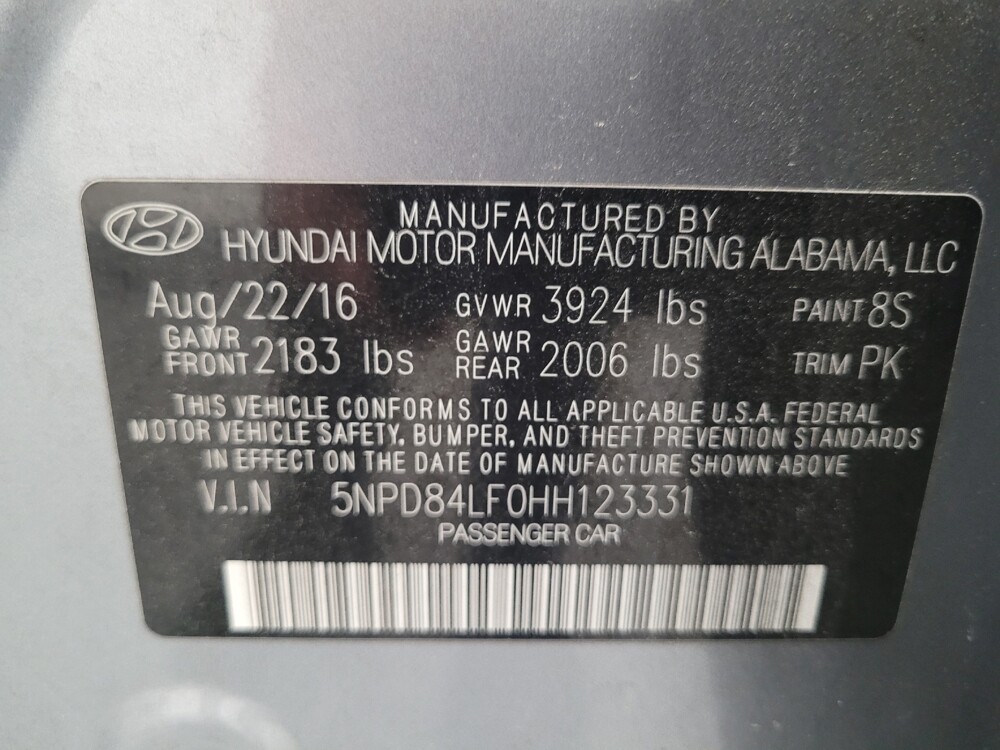 MANUFACTURED BY
HYUNDAI MOTOR MANUFACTURING ALABAMA, LLC
Aug/22/16 GVWR 3924 lbs PAINT 8S
GAWR FRONT 2183 lbs GAWR REAR 2006 lbs TRIM PK
THIS VEHICLE CONFORMS TO ALL APPLICABLE U.S.A. FEDERAL
MOTOR VEHICLE SAFETY, BUMPER, AND THEFT PREVENTION STANDARDS
IN EFFECT ON THE DATE OF MANUFACTURE SHOWN ABOVE
V.I.N 5NPD84LF0HH123331
PASSENGER CAR